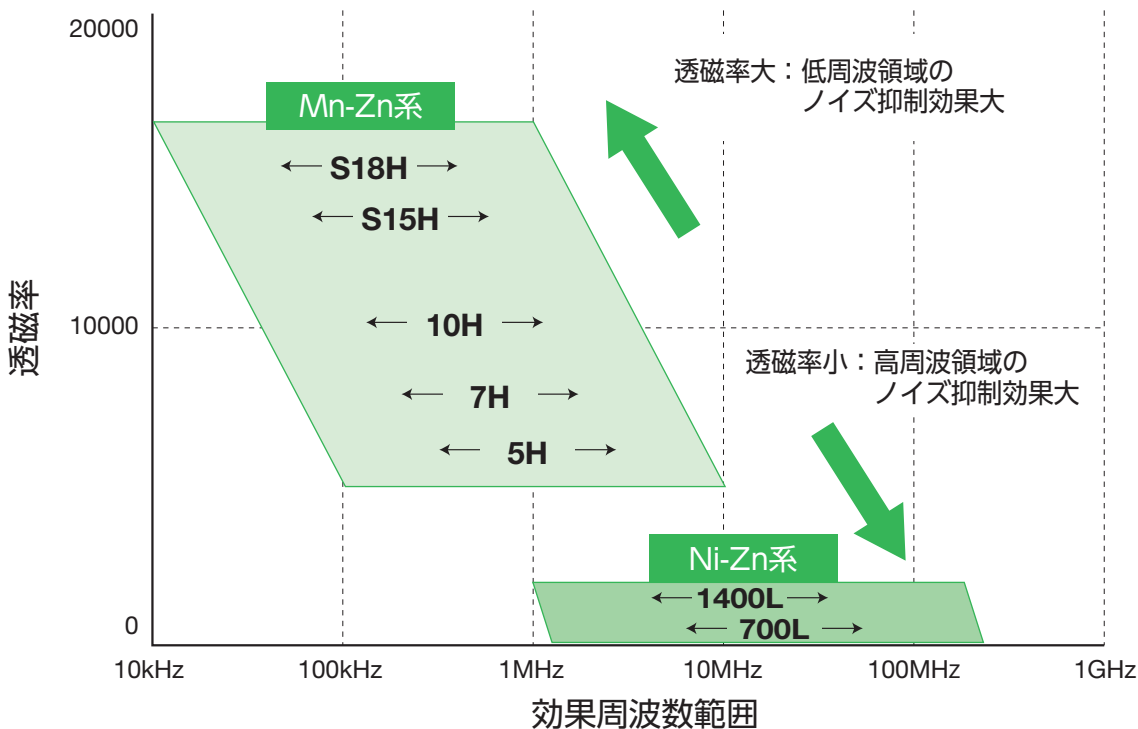 20000
透磁率大：低周波領域の
ノイズ抑制効果大
Mn-Zn系
S18H
S15H
透磁率
10000
10H
透磁率小：高周波領域の
ノイズ抑制効果大
7H
5H
Ni-Zn系
1400L
700L
0
10kHz 100kHz 1MHz 10MHz 100MHz 1GHz
効果周波数範囲